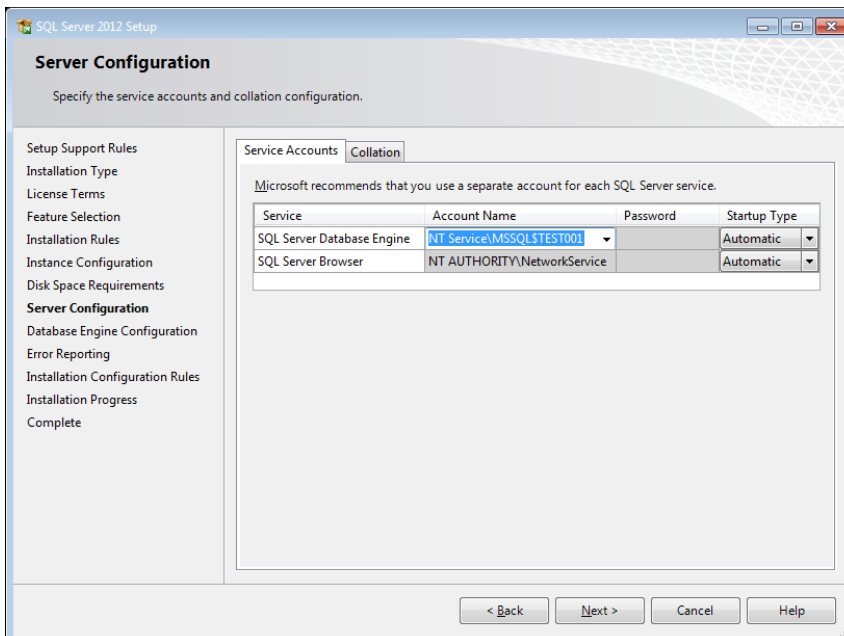 SQL Server 2012 Setup
Server Configuration
Specify the service accounts and collation configuration.
Setup Support Rules
Installation Type
License Terms
Feature Selection
Installation Rules
Instance Configuration
Disk Space Requirements
Server Configuration
Database Engine Configuration
Error Reporting
Installation Configuration Rules
Installation Progress
Complete
Service Accounts Collation
Microsoft recommends that you use a separate account for each SQL Server service.
Service Account Name Password Startup Type
SQL Server Database Engine NT Service\MSSQL$TEST001 Automatic
SQL Server Browser NT AUTHORITY\NetworkService Automatic
< Back Next > Cancel Help